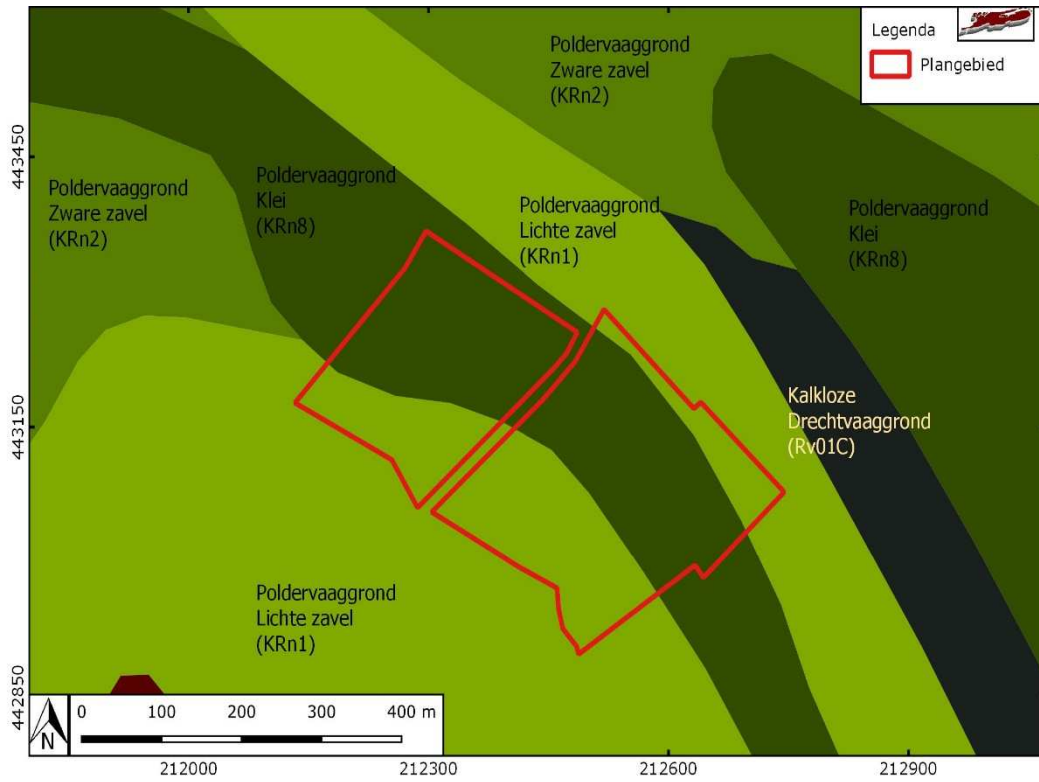 Legenda
Plangebied
Poldervaaggrond
Zware zavel
(KRn2)
Poldervaaggrond
Zware zavel
(KRn2)
Poldervaaggrond
Klei
(KRn8)
Poldervaaggrond
Lichte zavel
(KRn1)
Poldervaaggrond
Klei
(KRn8)
Kalkloze
Drechtvaaggrond
(Rv01C)
Poldervaaggrond
Lichte zavel
(KRn1)
443450
443150
442850
N
0 100 200 300 400 m
212000 212300 212600 212900